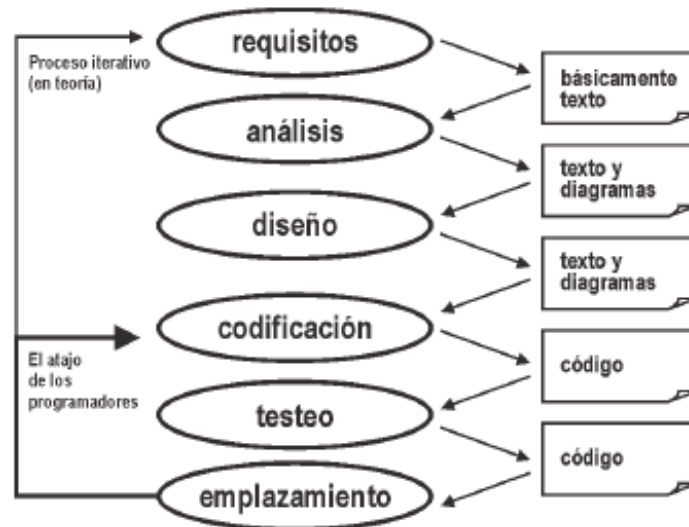 requisitos
Proceso iterativo
(en teoría)
básicamente
texto
análisis
texto y
diagramas
diseño
texto y
diagramas
codificación
El atajo
de los
programadores
código
testeo
código
emplazamiento